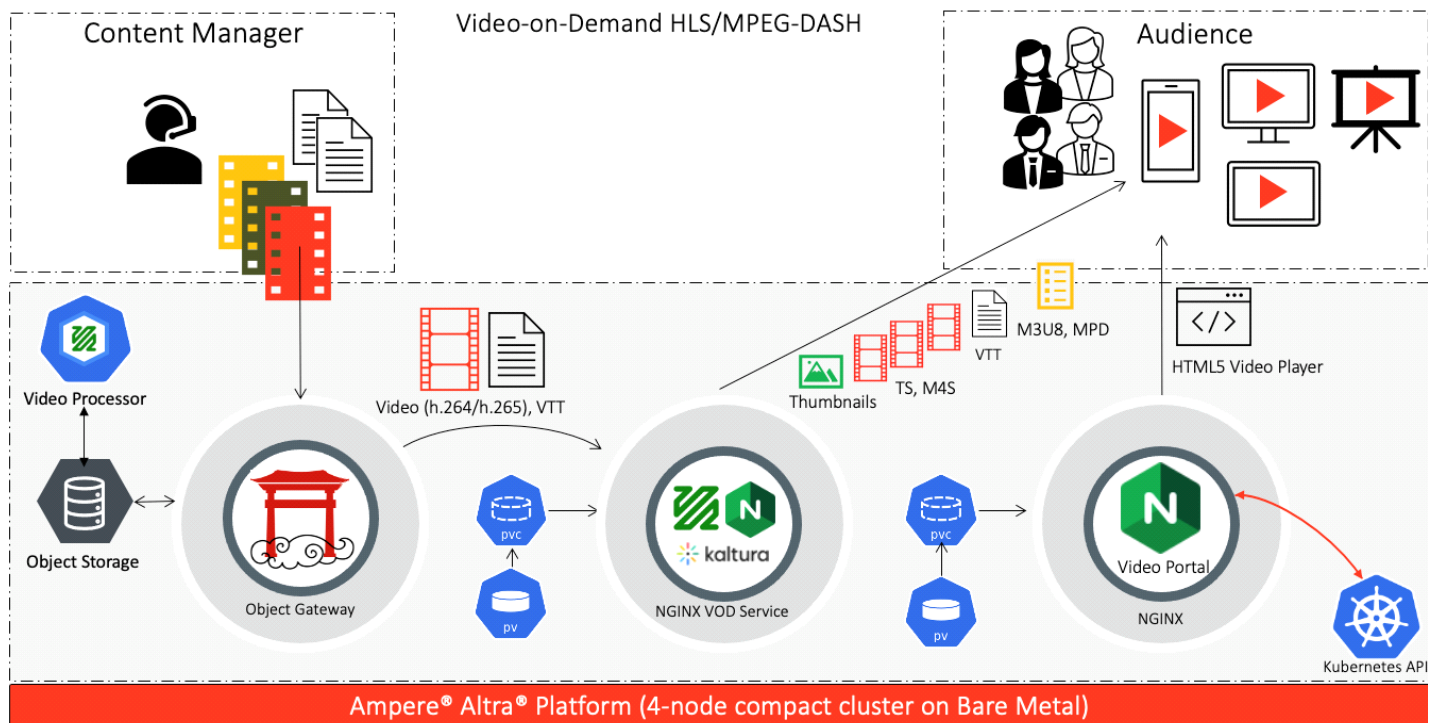 Content Manager
Video-on-Demand HLS/MPEG-DASH
Audience
Video Processor
Object Storage
Object Gateway
Video (h.264/h.265), VTT
pvc
pv
kaltura
NGINX VOD Service
Thumbnails
TS, M4S
VTT
M3U8, MPD
HTML5 Video Player
</>
pvc
pv
N
N
Video Portal
NGINX
Kubernetes API
Ampere® Altra® Platform (4-node compact cluster on Bare Metal)